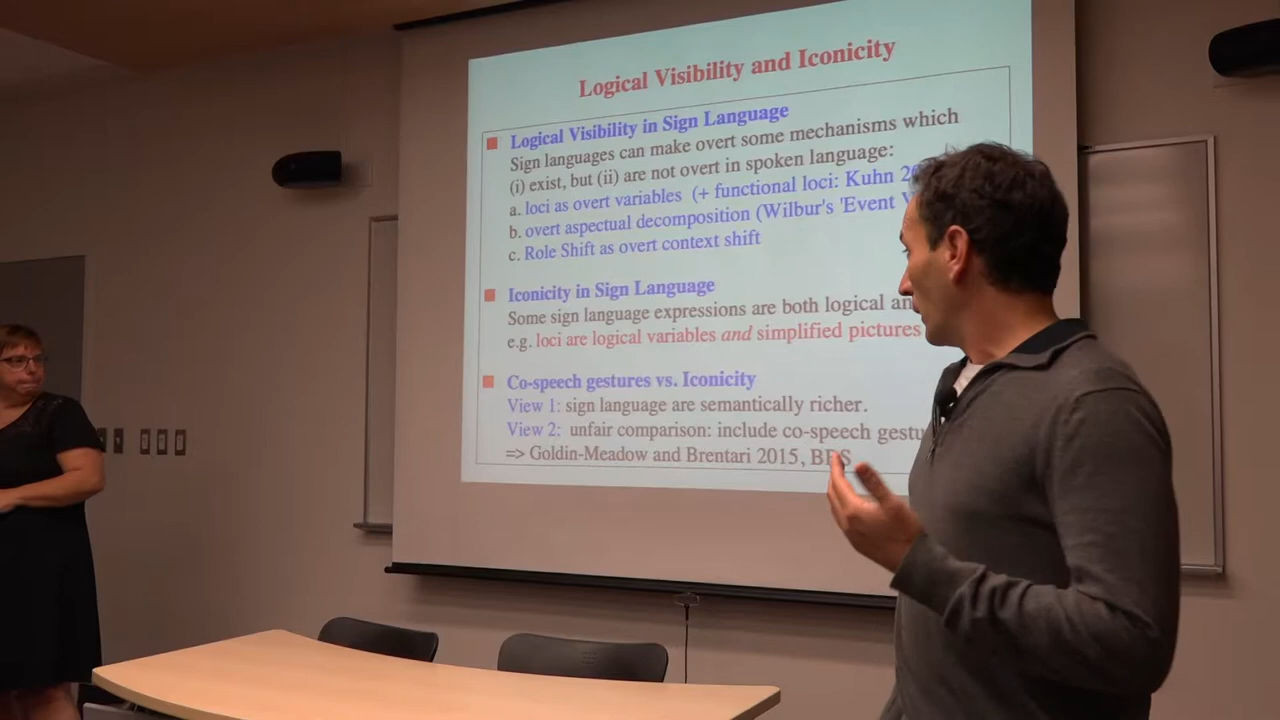 Logical Visibility and Iconicity
Logical Visibility in Sign Language
Sign languages can make overt some mechanisms which
(i) exist, but (ii) are not overt in spoken language:
a. loci as overt variables (+ functional loci: Kuhn
b. overt aspectual decomposition (Wilbur's 'Event
c. Role Shift as overt context shift
Iconicity in Sign Language
Some sign language expressions are both logical
e.g. loci are logical variables and simplified pictures
Co-speech gestures vs. Iconicity
View 1: sign language are semantically richer.
View 2: unfair comparison: include co-speech
=> Goldin-Meadow and Brentari 2015, BBS